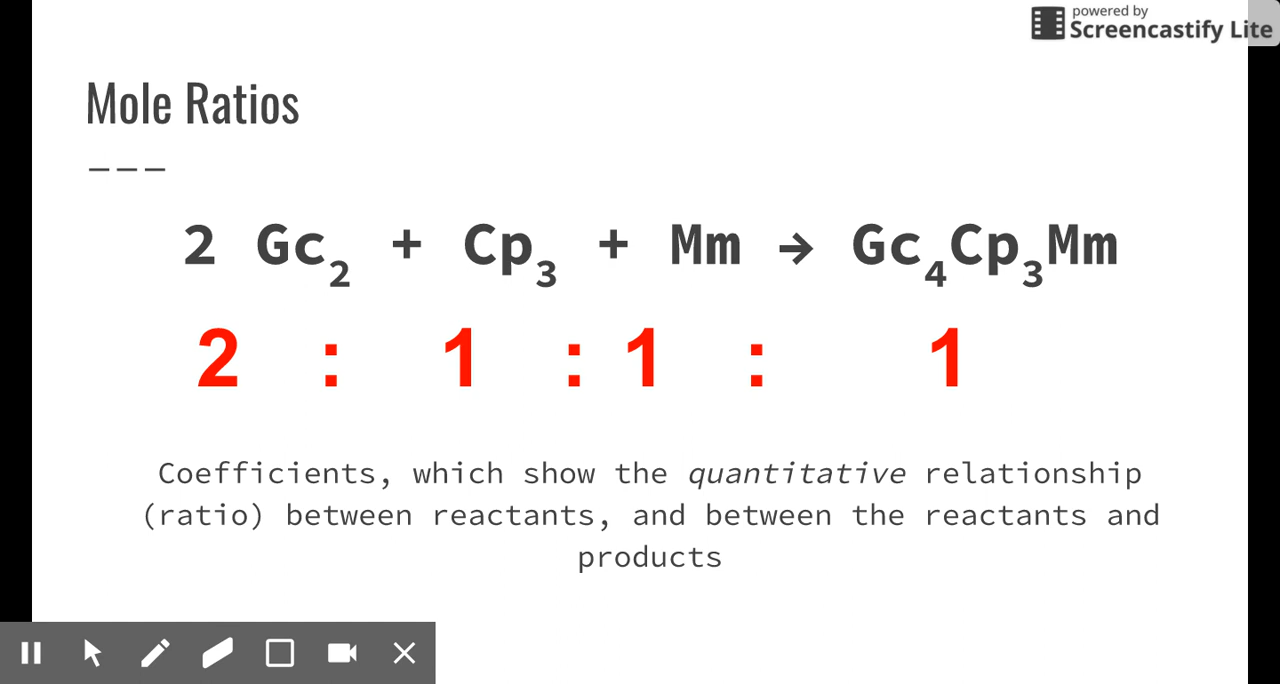 powered by
Screencastify Lite
Mole Ratios
———
2 Gc₂ + Cp₃ + Mm → Gc₄Cp₃Mm
2 : 1 : 1 : 1
Coefficients, which show the quantitative relationship
(ratio) between reactants, and between the reactants and
products